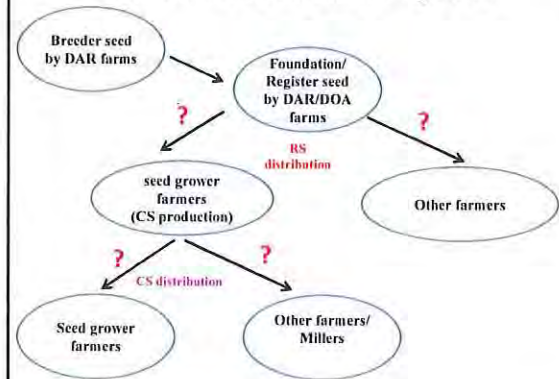 Breeder seed
by DAR farms
Foundation/
Register seed
by DAR/DOA
farms
?
?
RS
distribution
seed grower
farmers
(CS production)
Other farmers
?
?
CS distribution
Seed grower
farmers
Other farmers/
Millers